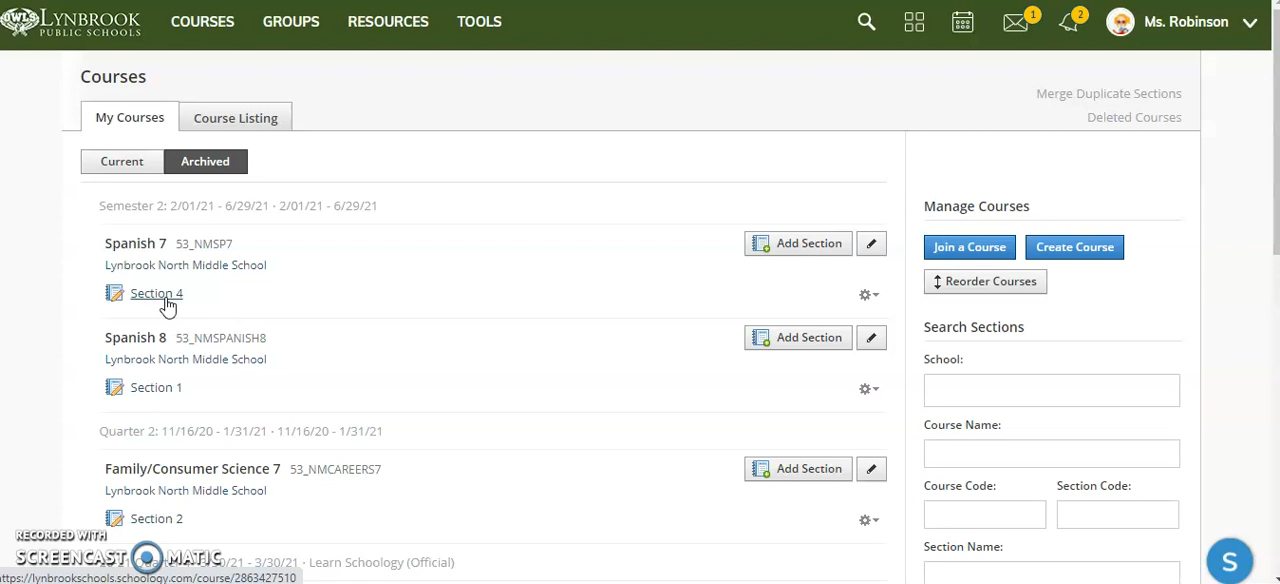 OWLS LYNBROOK
PUBLIC SCHOOLS
COURSES GROUPS RESOURCES TOOLS
1 2 Ms. Robinson
Courses
Merge Duplicate Sections
Deleted Courses
My Courses Course Listing
Current Archived
Semester 2: 2/01/21 - 6/29/21 · 2/01/21 - 6/29/21
Spanish 7 53_NMSP7
Add Section
Lynbrook North Middle School
Section 4
Spanish 8 53_NMSPANISH8
Add Section
Lynbrook North Middle School
Section 1
Quarter 2: 11/16/20 - 1/31/21 · 11/16/20 - 1/31/21
Family/Consumer Science 7 53_NMCAREERS7
Add Section
Lynbrook North Middle School
Section 2
3/30/21 · Learn Schoology (Official)
Manage Courses
Join a Course Create Course
Reorder Courses
Search Sections
School:
Course Name:
Course Code: Section Code:
Section Name:
RECORDED WITH
SCREENCAST MATIC
S
https://lynbrookschools.schoology.com/course/2863427510